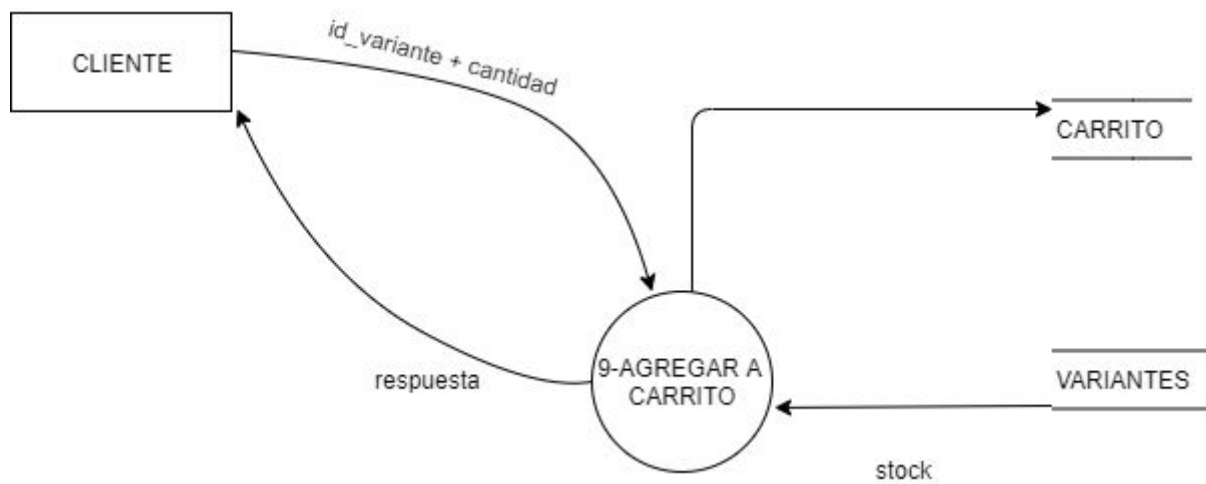 CLIENTE
id_variante + cantidad
CARRITO
9-AGREGAR A
CARRITO
respuesta
VARIANTES
stock